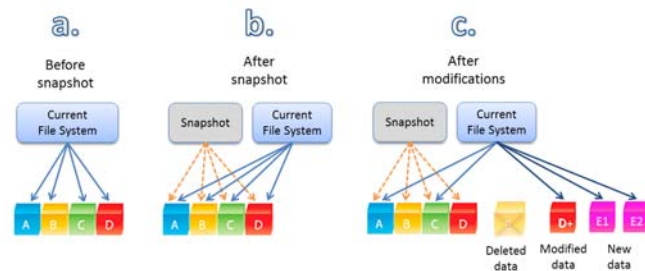 a.
Before
snapshot
Current
File System
A B C D
b.
After
snapshot
Snapshot
Current
File System
A B C D
c.
After
modifications
Snapshot
Current
File System
A B C D
D+ E1 E2
Deleted
data
Modified
data
New
data